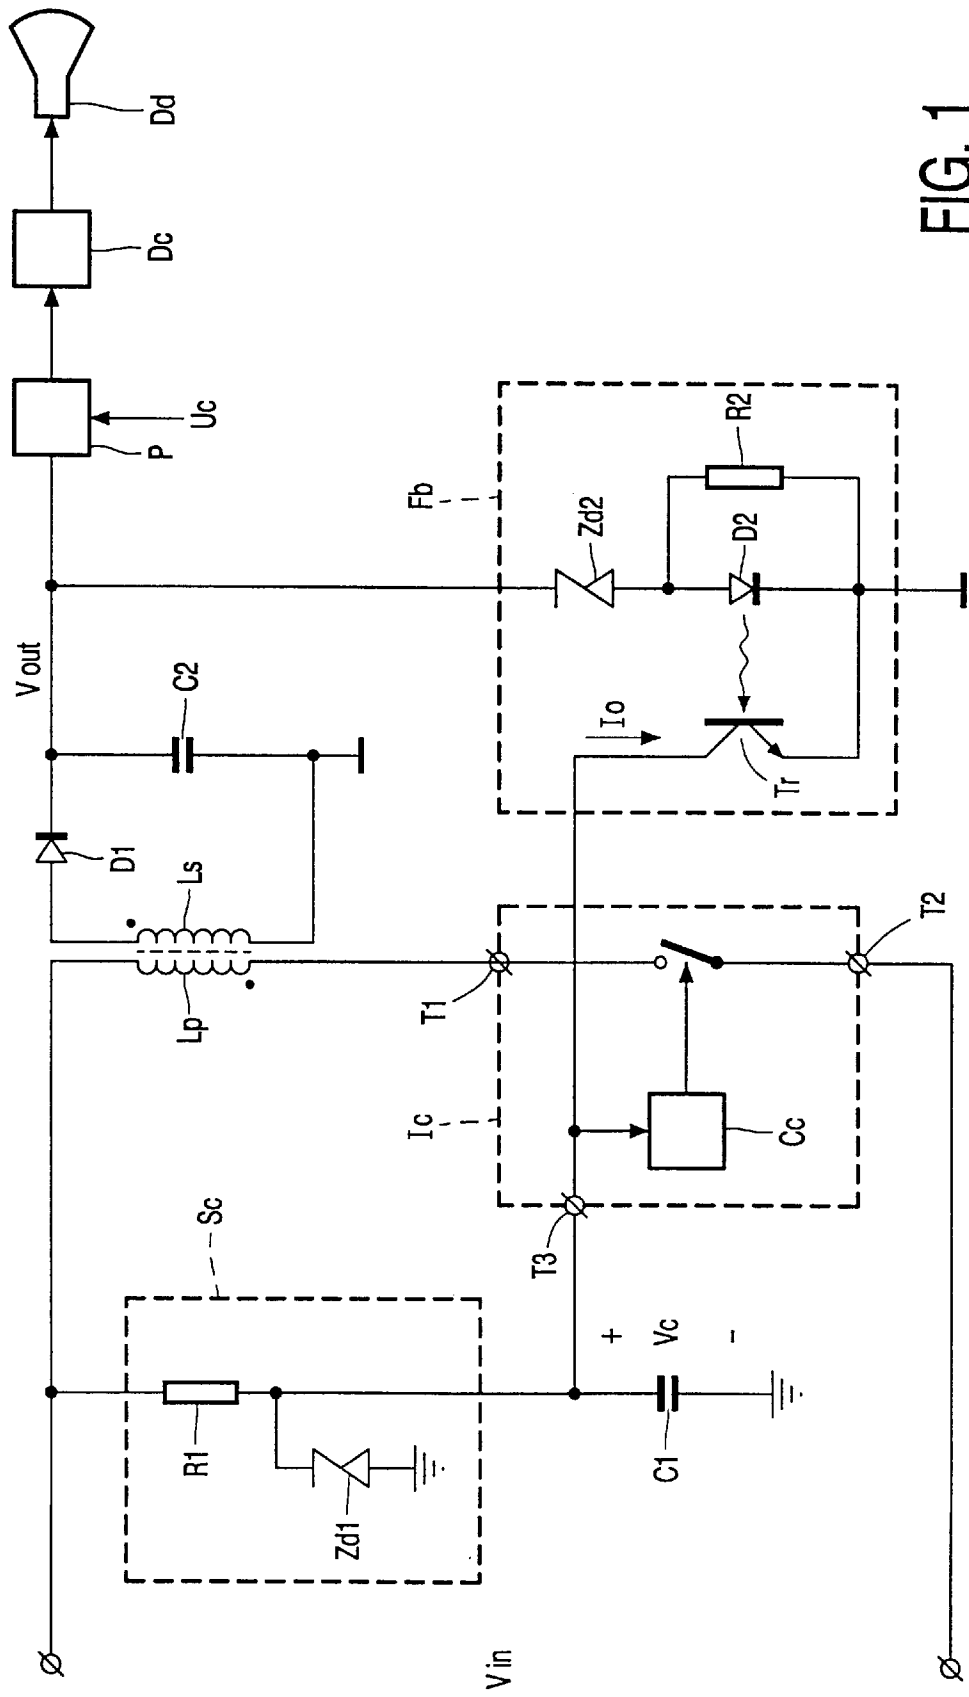 Vin
Sc
R1
Zd1
+
Vc
-
C1
T3
Ic
Cc
T1
T2
Lp
Ls
D1
C2
Vout
Fb
Io
Tr
Zd2
D2
R2
P
Uc
Dc
Dd
FIG. 1